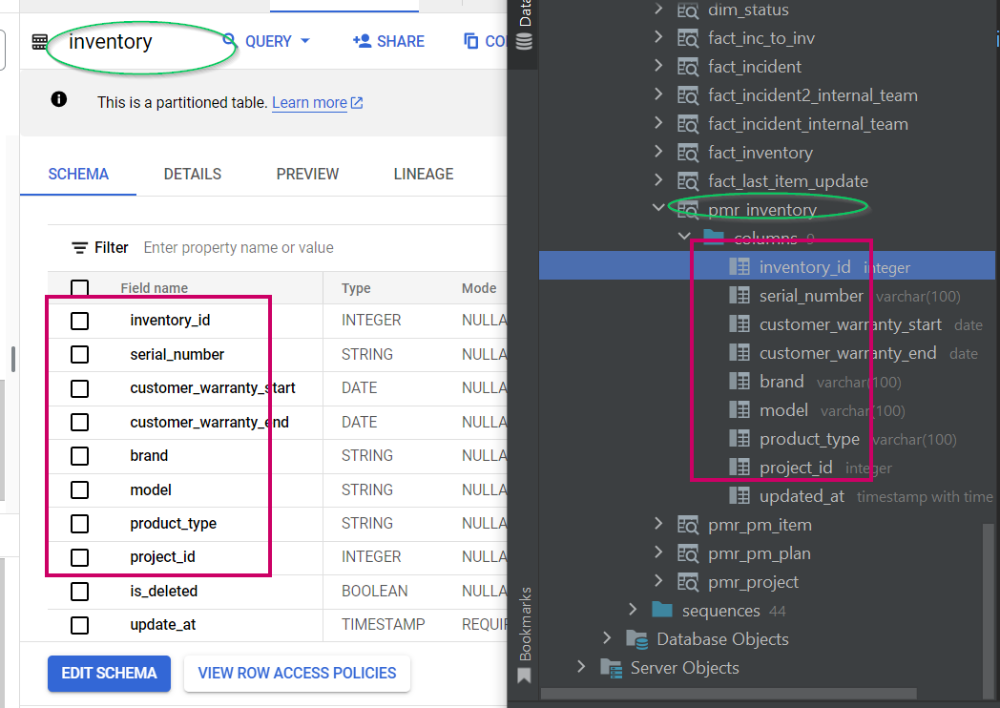 inventory
QUERY
SHARE
CO
This is a partitioned table. Learn more
SCHEMA
DETAILS
PREVIEW
LINEAGE
Filter
Enter property name or value
Field name
Type
Mode
inventory_id
INTEGER
NULLA
serial_number
STRING
NULLA
customer_warranty_start
DATE
NULLA
customer_warranty_end
DATE
NULLA
brand
STRING
NULLA
model
STRING
NULLA
product_type
STRING
NULLA
project_id
INTEGER
NULLA
is_deleted
BOOLEAN
NULLA
update_at
TIMESTAMP
REQUIR
EDIT SCHEMA
VIEW ROW ACCESS POLICIES
Data
Bookmarks
dim_status
fact_inc_to_inv
fact_incident
fact_incident2_internal_team
fact_incident_internal_team
fact_inventory
fact_last_item_update
pmr_inventory
columns 9
inventory_id integer
serial_number varchar(100)
customer_warranty_start date
customer_warranty_end date
brand varchar(100)
model varchar(100)
product_type varchar(100)
project_id integer
updated_at timestamp with time
pmr_pm_item
pmr_pm_plan
pmr_project
sequences 44
Database Objects
Server Objects